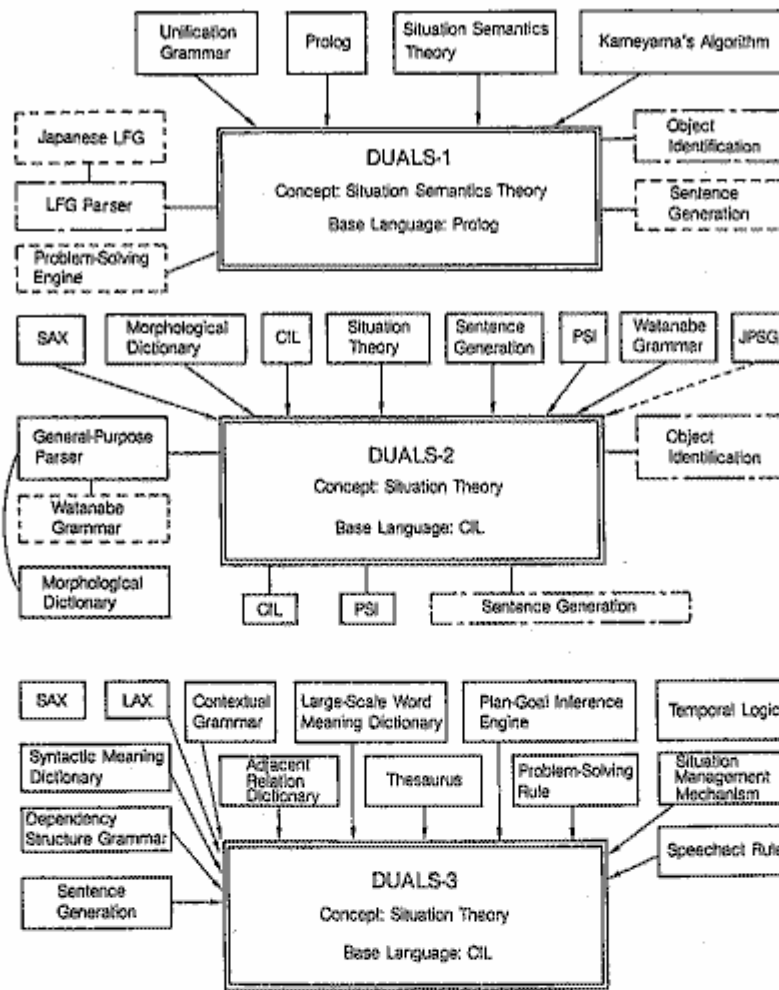 Unification
Grammar
Prolog
Situation Semantics
Theory
Kameyama's Algorithm
Japanese LFG
LFG Parser
Problem-Solving
Engine
DUALS-1
Concept: Situation Semantics Theory
Base Language: Prolog
Object
Identification
Sentence
Generation
SAX
Morphological
Dictionary
CIL
Situation
Theory
Sentence
Generation
PSI
Watanabe
Grammar
JPSG
General-Purpose
Parser
Watanabe
Grammar
Morphological
Dictionary
DUALS-2
Concept: Situation Theory
Base Language: CIL
Object
Identification
CIL
PSI
Sentence Generation
SAX
LAX
Contextual
Grammar
Large-Scale Word
Meaning Dictionary
Plan-Goal Inference
Engine
Temporal Logic
Syntactic Meaning
Dictionary
Adjacent
Relation
Dictionary
Thesaurus
Problem-Solving
Rule
Situation
Management
Mechanism
Dependency
Structure Grammar
Speechact Rule
Sentence
Generation
DUALS-3
Concept: Situation Theory
Base Language: CIL